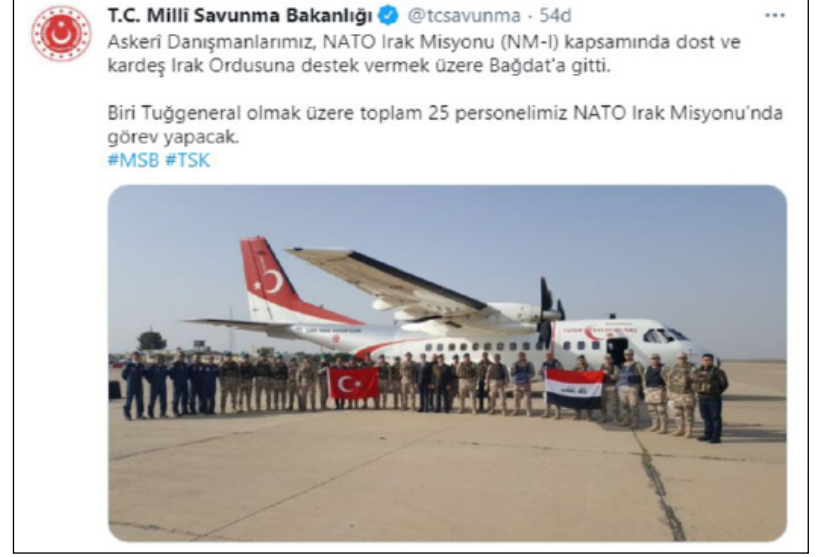 T.C. Millî Savunma Bakanlığı @tcsavunma · 54d
Askerî Danışmanlarımız, NATO Irak Misyonu (NM-I) kapsamında dost ve
kardeş Irak Ordusuna destek vermek üzere Bağdat'a gitti.
Biri Tuğgeneral olmak üzere toplam 25 personelimiz NATO Irak Misyonu'nda
görev yapacak.
#MSB #TSK